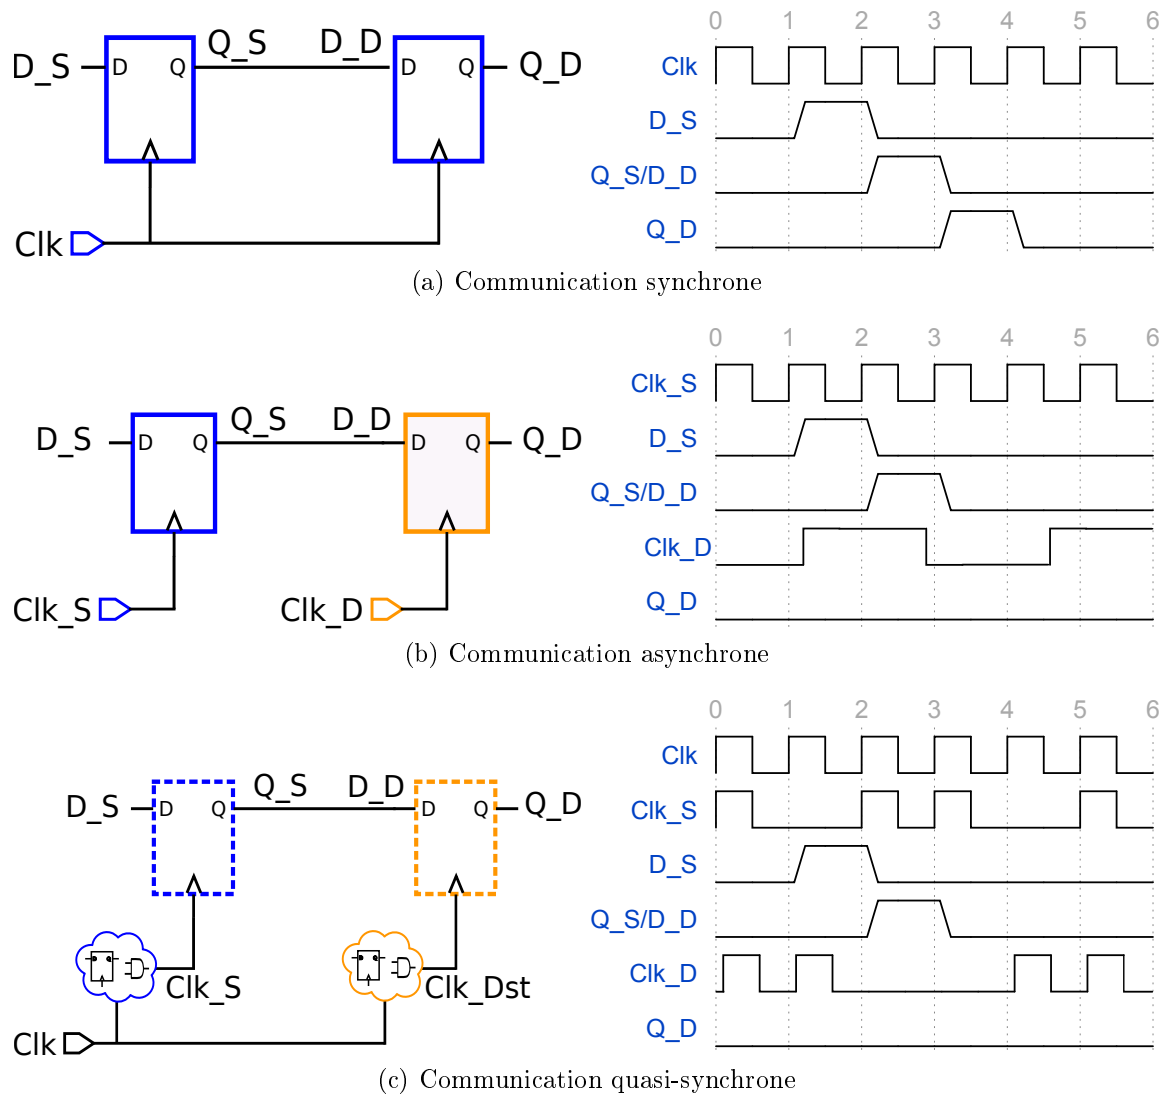 D_S D Q Q_S D_D D Q Q_D
Clk
0 1 2 3 4 5 6
Clk
D_S
Q_S/D_D
Q_D
(a) Communication synchrone
D_S D Q Q_S D_D D Q Q_D
Clk_S Clk_D
0 1 2 3 4 5 6
Clk_S
D_S
Q_S/D_D
Clk_D
Q_D
(b) Communication asynchrone
D_S D Q Q_S D_D D Q Q_D
Clk_S Clk_Dst
Clk
0 1 2 3 4 5 6
Clk
Clk_S
D_S
Q_S/D_D
Clk_D
Q_D
(c) Communication quasi-synchrone